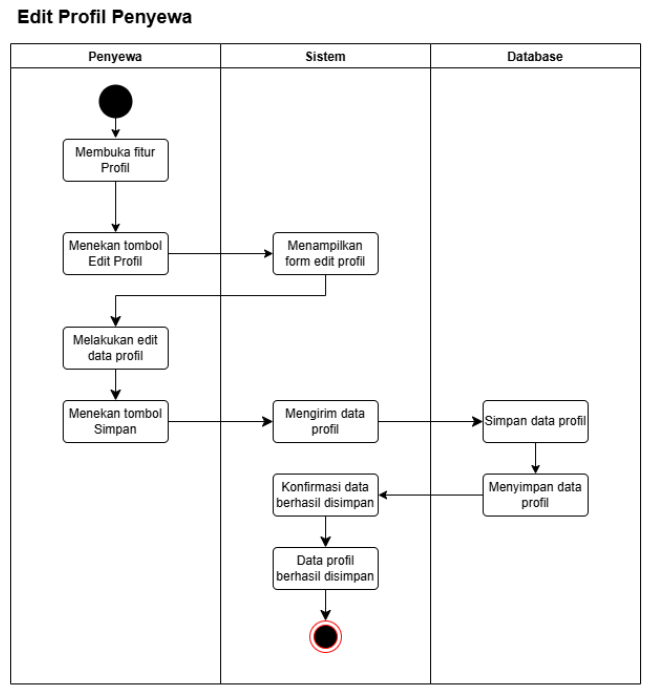 Edit Profil Penyewa
Penyewa
Sistem
Database
Membuka fitur
Profil
Menekan tombol
Edit Profil
Menampilkan
form edit profil
Melakukan edit
data profil
Menekan tombol
Simpan
Mengirim data
profil
Simpan data profil
Menyimpan data
profil
Konfirmasi data
berhasil disimpan
Data profil
berhasil disimpan